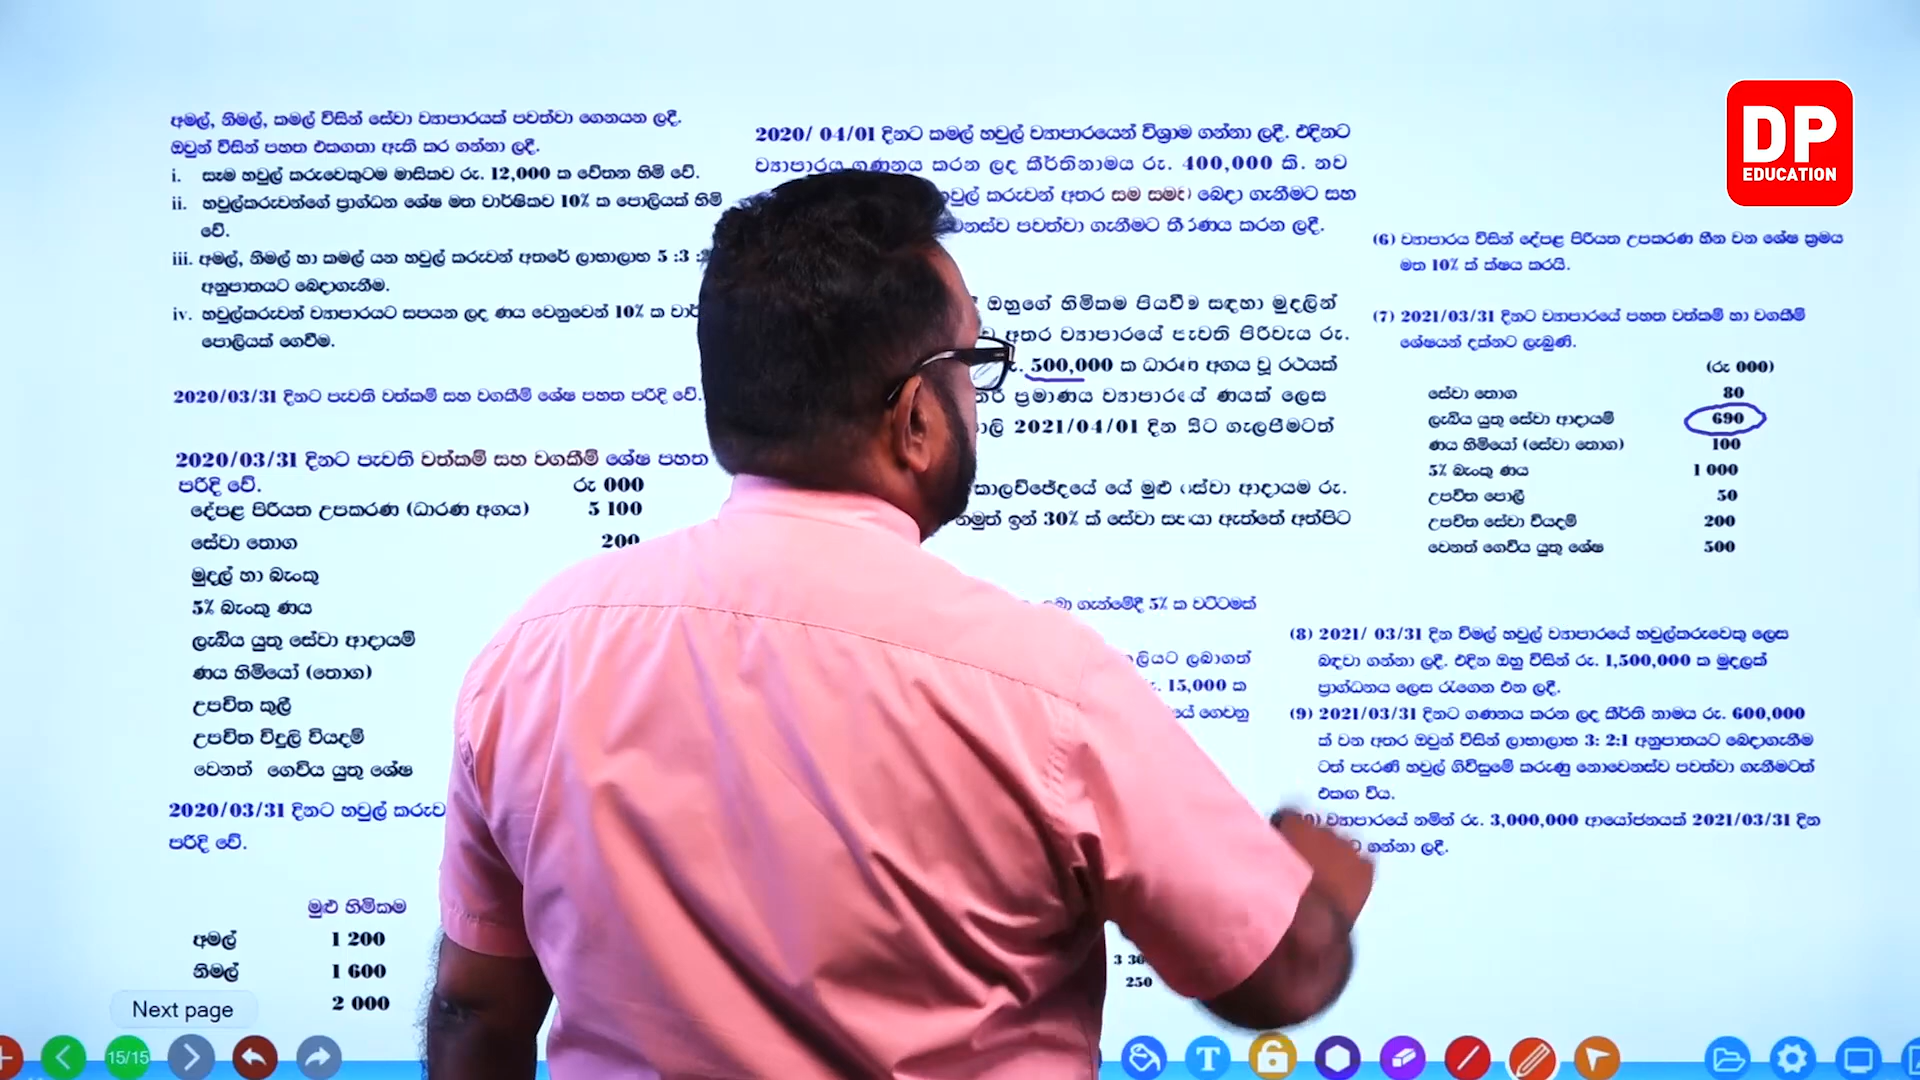 අමල්, නිමල්, කමල් විසින් සේවා ව්‍යාපාරයක් පවත්වා ගෙනයන ලදී.
ඔවුන් විසින් පහත එකගතා ඇති කර ගන්නා ලදී.
i. සෑම හවුල් කරුවෙකුටම මාසිකව රු. 12,000 ක වේතන හිමි වේ.
ii. හවුල්කරුවන්ගේ ප්‍රාග්ධන ශේෂ මත වාර්ෂිකව 10% ක පොලියක් හිමි
වේ.
iii. අමල්, නිමල් හා කමල් යන හවුල් කරුවන් අතරේ ලාභාලාභ 5 :3 :
අනුපාතයට බෙදාගැනීම.
iv. හවුල්කරුවන් ව්‍යාපාරයට සපයන ලද ණය වෙනුවෙන් 10% ක
පොලියක් ගෙවීම.
2020/03/31 දිනට පැවති වත්කම් සහ වගකීම් ශේෂ පහත පරිදි වේ.
2020/03/31 දිනට පැවති වත්කම් සහ වගකීම් ශේෂ පහත
පරිදි වේ. රු 000
දේපළ පිරියත උපකරණ (ධාරණ අගය) 5 100
සේවා තොග 200
මුදල් හා බැංකු
5% බැංකු ණය
ලැබිය යුතු සේවා ආදායම්
ණය හිමියෝ (තොග)
උපචිත කුලී
උපචිත විදුලි වියදම්
වෙනත් ගෙවිය යුතු ශේෂ
2020/03/31 දිනට හවුල්
පරිදි වේ.
මුළු හිමිකම
අමල් 1 200
නිමල් 1 600
2 000
2020/ 04/01 දිනට කමල් හවුල් ව්‍යාපාරයෙන් විශ්‍රාම ගන්නා ලදී. එදිනට
ව්‍යාපාරය ගණනය කරන ලද කීර්තිනාමය රු. 400,000 කි. නව
හවුල් කරුවන් අතර සම සමව බෙදා ගැනීමට සහ
පවත්වා ගැනීමට තීරණය කරන ලදී.
ඔහුගේ හිමිකම පියවීම සඳහා මුදලින්
අතර ව්‍යාපාරයේ පැවති පිරිවැය රු.
500,000 ක ධාරණ අගය වූ රථයක්
ප්‍රමාණය ව්‍යාපාරයේ ණයක් ලෙස
2021/04/01 දින සිට ගැලපීමටත්
කාලච්ඡේදයේ යේ මුළු සේවා ආදායම රු.
නමුත් ඉන් 30% ක් සේවා සපයා ඇත්තේ අත්පිට
ගැන්මේදී 5% ක වට්ටමක්
ලබාගත්
15,000 ක
ගෙවනු
250
(6) ව්‍යාපාරය විසින් දේපළ පිරියත උපකරණ හීන වන ශේෂ ක්‍රමය
මත 10% ක් ක්ෂය කරයි.
(7) 2021/03/31 දිනට ව්‍යාපාරයේ පහත වත්කම් හා වගකීම්
ශේෂයන් දක්නට ලැබුණි.
(රු 000)
සේවා තොග 80
ලැබිය යුතු සේවා ආදායම් 690
ණය හිමියෝ (සේවා තොග) 100
5% බැංකු ණය 1 000
උපචිත පොලී 50
උපචිත සේවා වියදම් 200
වෙනත් ගෙවිය යුතු ශේෂ 500
(8) 2021/ 03/31 දින විමල් හවුල් ව්‍යාපාරයේ හවුල්කරුවෙකු ලෙස
බඳවා ගන්නා ලදී. එදින ඔහු විසින් රු. 1,500,000 ක මුදලක්
ප්‍රාග්ධනය ලෙස රැගෙන එන ලදී.
(9) 2021/03/31 දිනට ගණනය කරන ලද කීර්ති නාමය රු. 600,000
ක් වන අතර ඔවුන් විසින් ලාභාලාභ 3: 2:1 අනුපාතයට බෙදාගැනීම
ටත් පැරණි හවුල් ගිවිසුමේ කරුණු නොවෙනස්ව පවත්වා ගැනීමටත්
එකඟ විය.
ව්‍යාපාරයේ නමින් රු. 3,000,000 ආයෝජනයක් 2021/03/31 දින
ගන්නා ලදී.
DP
EDUCATION
Next page
15/15